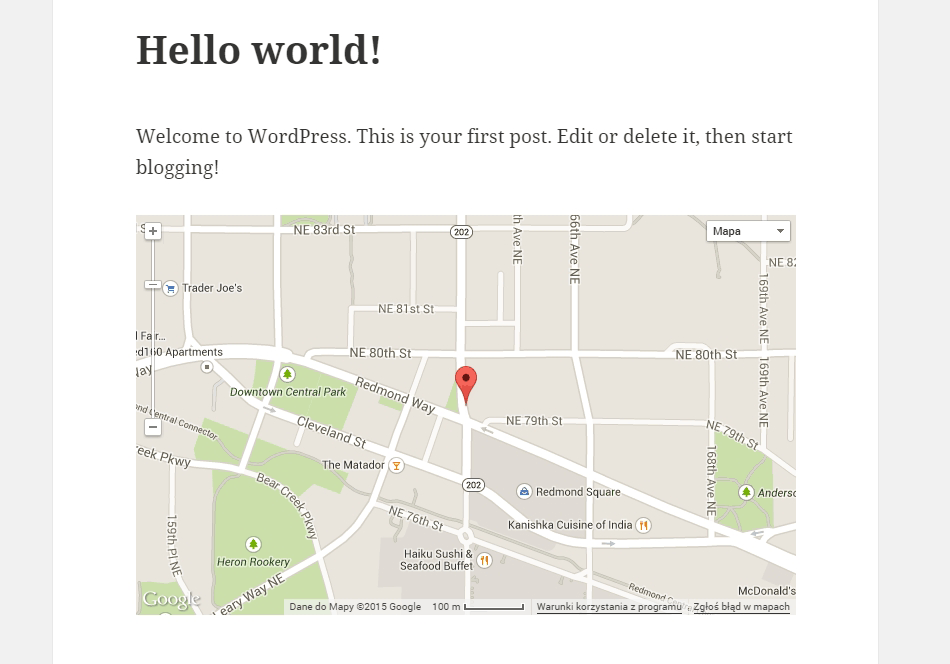 Hello world!
Welcome to WordPress. This is your first post. Edit or delete it, then start
blogging!
NE 83rd St
202
Ave NE
66th Ave NE
Mapa
NE 82
Trader Joe's
169th Ave NE
NE 81st St
l Fair...
ed160 Apartments
NE 80th St
NE 80th St
169th Ave NE
Downtown Central Park
Redmond Way
Cleveland St
NE 79th St
NE 79th St
nd Central Connector
reek Pkwy
The Matador
168th Ave NE
Bear Creek Pkwy
202
Redmond Square
Anderso
NE 76th St
Kanishka Cuisine of India
159th Pl NE
Heron Rookery
Haiku Sushi &
Seafood Buffet
Leary Way NE
Redmond Cen
McDonald's
Google
Dane do Mapy ©2015 Google
100 m
Warunki korzystania z programu
Zgłoś błąd w mapach